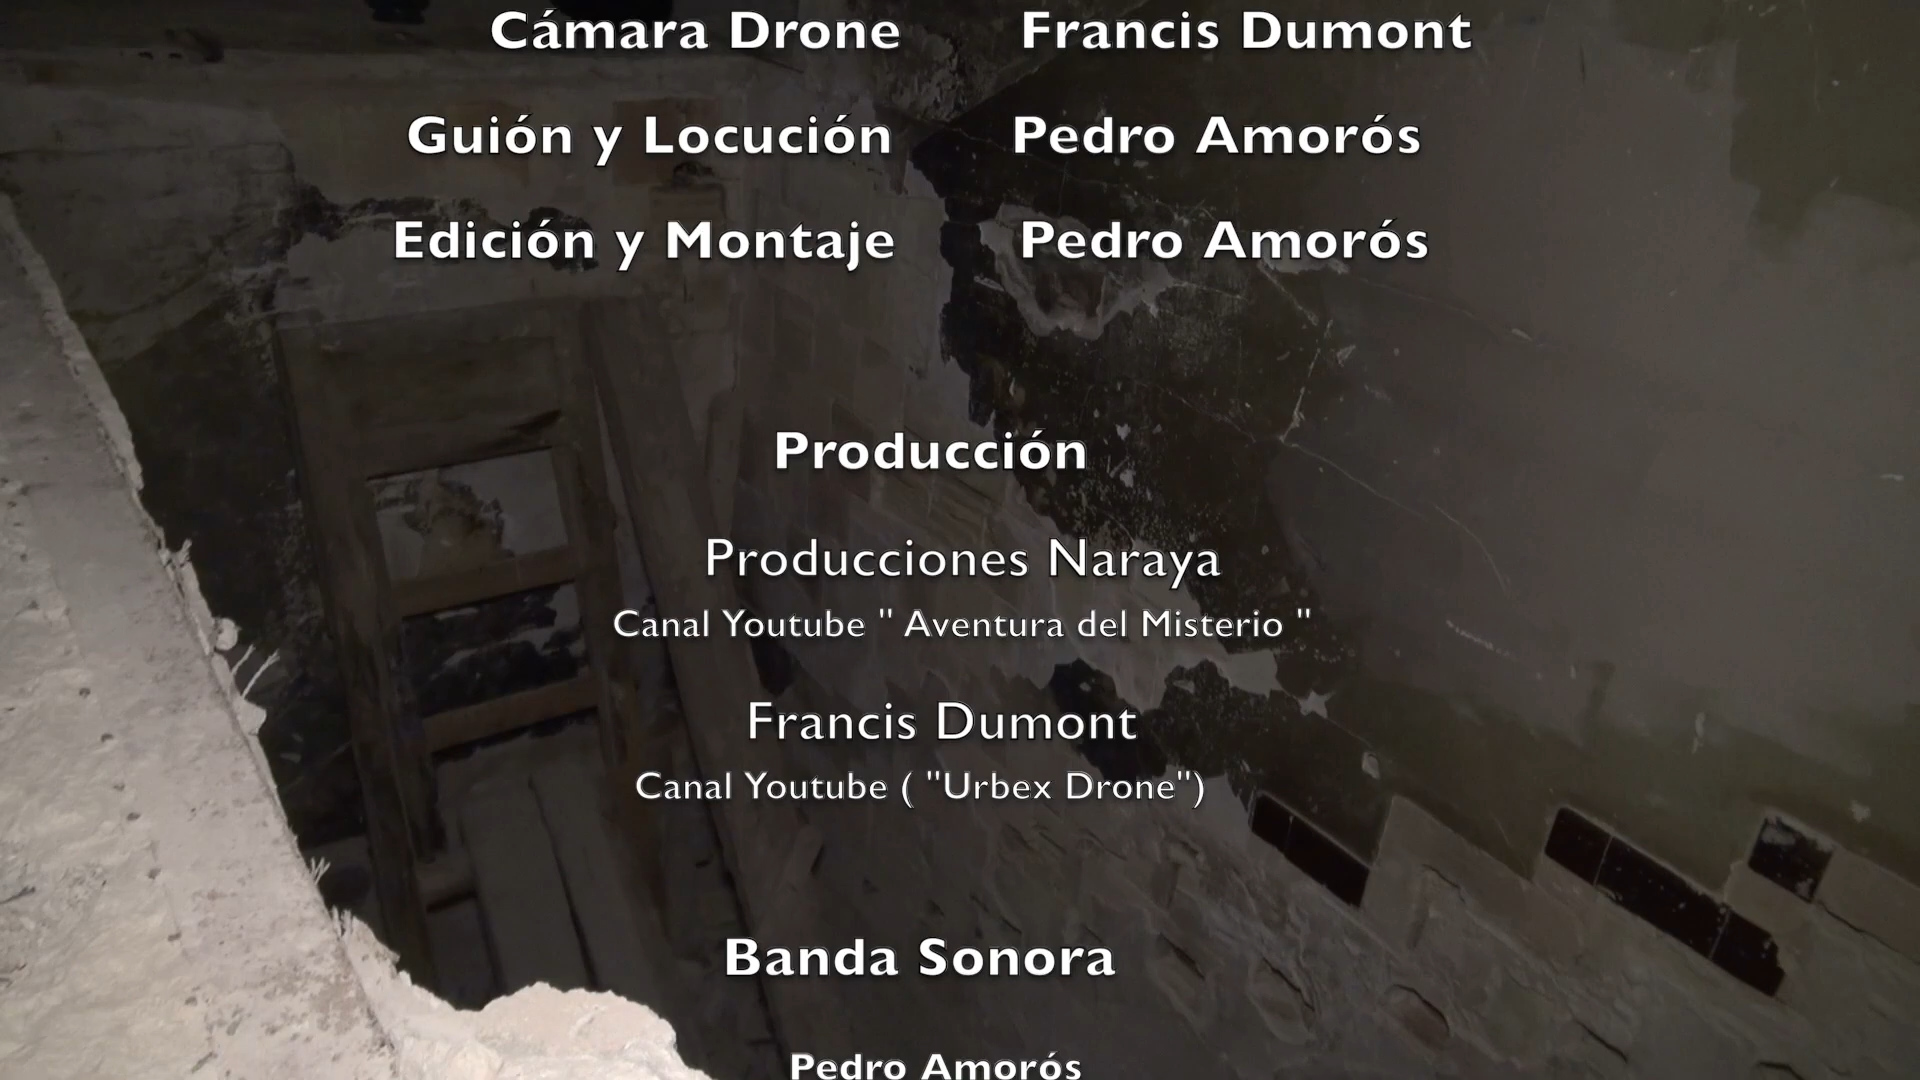 Cámara Drone Francis Dumont
Guión y Locución Pedro Amorós
Edición y Montaje Pedro Amorós
Producción
Producciones Naraya
Canal Youtube " Aventura del Misterio "
Francis Dumont
Canal Youtube ( "Urbex Drone")
Banda Sonora
Pedro Amorós